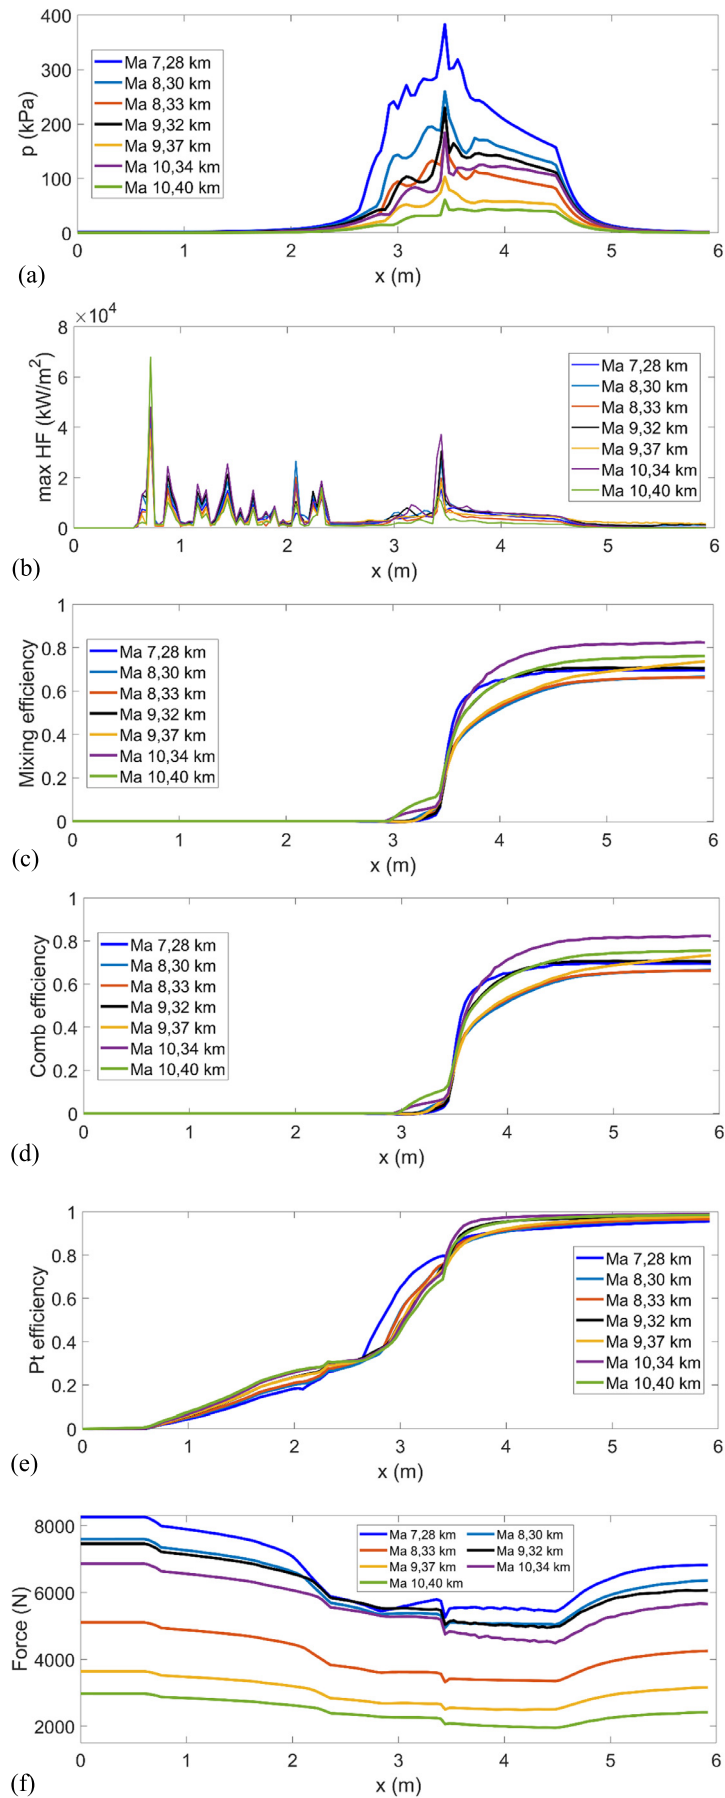 400
300
200
100
0
p (kPa)
Ma 7,28 km
Ma 8,30 km
Ma 8,33 km
Ma 9,32 km
Ma 9,37 km
Ma 10,34 km
Ma 10,40 km
0 1 2 3 4 5 6
x (m)
(a)
×10⁴
8
6
4
2
0
max HF (kW/m²)
Ma 7,28 km
Ma 8,30 km
Ma 8,33 km
Ma 9,32 km
Ma 9,37 km
Ma 10,34 km
Ma 10,40 km
0 1 2 3 4 5 6
x (m)
(b)
1
0.8
0.6
0.4
0.2
0
Mixing efficiency
Ma 7,28 km
Ma 8,30 km
Ma 8,33 km
Ma 9,32 km
Ma 9,37 km
Ma 10,34 km
Ma 10,40 km
0 1 2 3 4 5 6
x (m)
(c)
1
0.8
0.6
0.4
0.2
0
Comb efficiency
Ma 7,28 km
Ma 8,30 km
Ma 8,33 km
Ma 9,32 km
Ma 9,37 km
Ma 10,34 km
Ma 10,40 km
0 1 2 3 4 5 6
x (m)
(d)
1
0.8
0.6
0.4
0.2
0
Pt efficiency
Ma 7,28 km
Ma 8,30 km
Ma 8,33 km
Ma 9,32 km
Ma 9,37 km
Ma 10,34 km
Ma 10,40 km
0 1 2 3 4 5 6
x (m)
(e)
8000
6000
4000
2000
Force (N)
Ma 7,28 km Ma 8,30 km
Ma 8,33 km Ma 9,32 km
Ma 9,37 km Ma 10,34 km
Ma 10,40 km
0 1 2 3 4 5 6
x (m)
(f)